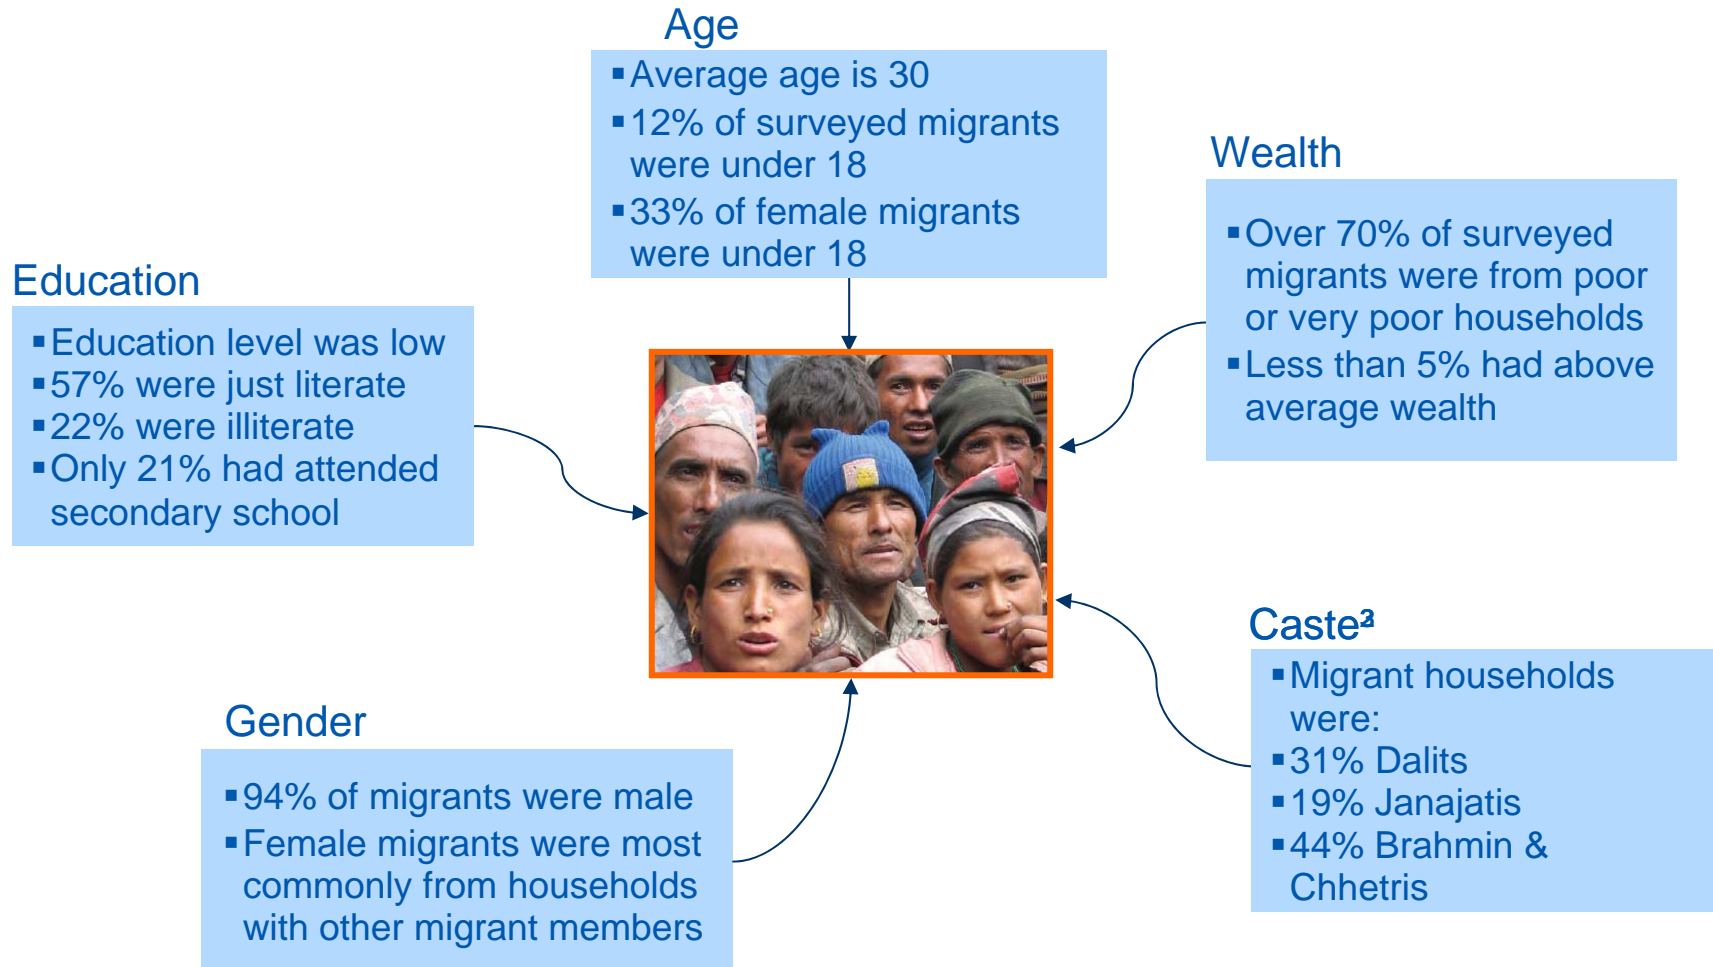 Age
▪Average age is 30
▪12% of surveyed migrants
were under 18
▪33% of female migrants
were under 18
Wealth
▪Over 70% of surveyed
migrants were from poor
or very poor households
▪Less than 5% had above
average wealth
Education
▪Education level was low
▪57% were just literate
▪22% were illiterate
▪Only 21% had attended
secondary school
Caste
▪Migrant households
were:
▪31% Dalits
▪19% Janajatis
▪44% Brahmin &
Chhetris
Gender
▪94% of migrants were male
▪Female migrants were most
commonly from households
with other migrant members